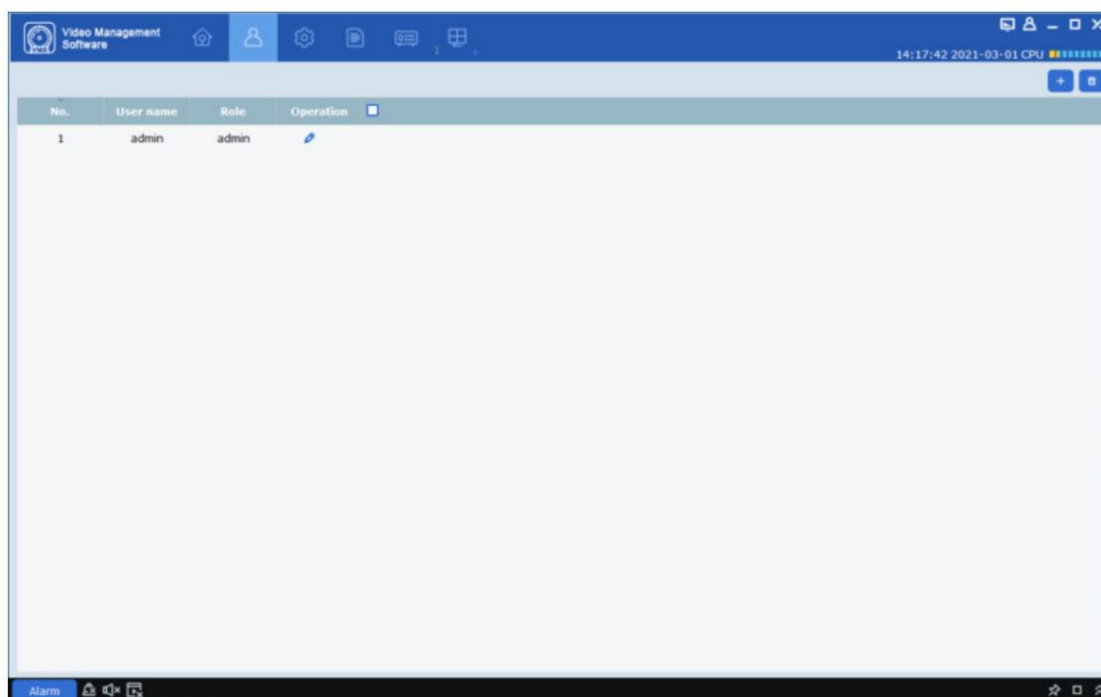 Video Management
Software
1
+
14:17:42 2021-03-01 CPU
No. User name Role Operation
1 admin admin
Alarm